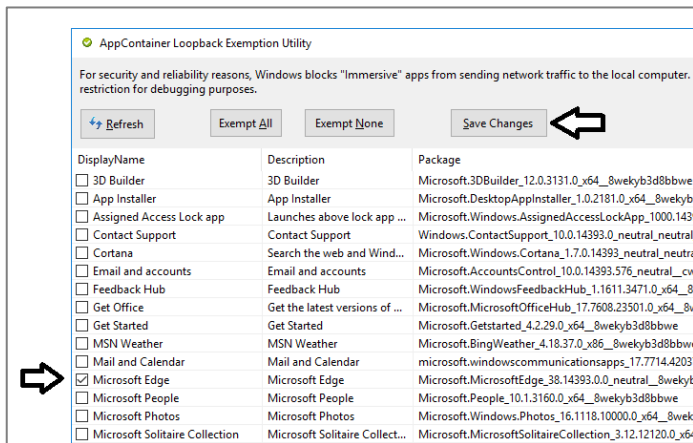 AppContainer Loopback Exemption Utility
For security and reliability reasons, Windows blocks "Immersive" apps from sending network traffic to the local computer.
restriction for debugging purposes.
Refresh Exempt All Exempt None Save Changes
DisplayName Description Package
3D Builder 3D Builder Microsoft.3DBuilder_12.0.3131.0_x64__8wekyb3d8bbwe
App Installer App Installer Microsoft.DesktopAppInstaller_1.0.2181.0_x64__8wekyb
Assigned Access Lock app Launches above lock app ... Microsoft.Windows.AssignedAccessLockApp_1000.143
Contact Support Contact Support Windows.ContactSupport_10.0.14393.0_neutral_neutral
Cortana Search the web and Wind... Microsoft.Windows.Cortana_1.7.0.14393_neutral_neutra
Email and accounts Email and accounts Microsoft.AccountsControl_10.0.14393.576_neutral__cw
Feedback Hub Feedback Hub Microsoft.WindowsFeedbackHub_1.1611.3471.0_x64__8
Get Office Get the latest versions of ... Microsoft.MicrosoftOfficeHub_17.7608.23501.0_x64__8w
Get Started Get Started Microsoft.Getstarted_4.2.29.0_x64__8wekyb3d8bbwe
MSN Weather MSN Weather Microsoft.BingWeather_4.18.37.0_x86__8wekyb3d8bbwe
Mail and Calendar Mail and Calendar microsoft.windowscommunicationsapps_17.7714.4203
Microsoft Edge Microsoft Edge Microsoft.MicrosoftEdge_38.14393.0.0_neutral__8wekyb
Microsoft People Microsoft People Microsoft.People_10.1.3160.0_x64__8wekyb3d8bbwe
Microsoft Photos Microsoft Photos Microsoft.Windows.Photos_16.1118.10000.0_x64__8wek
Microsoft Solitaire Collection Microsoft Solitaire Collect... Microsoft.MicrosoftSolitaireCollection_3.12.12120.0_x6